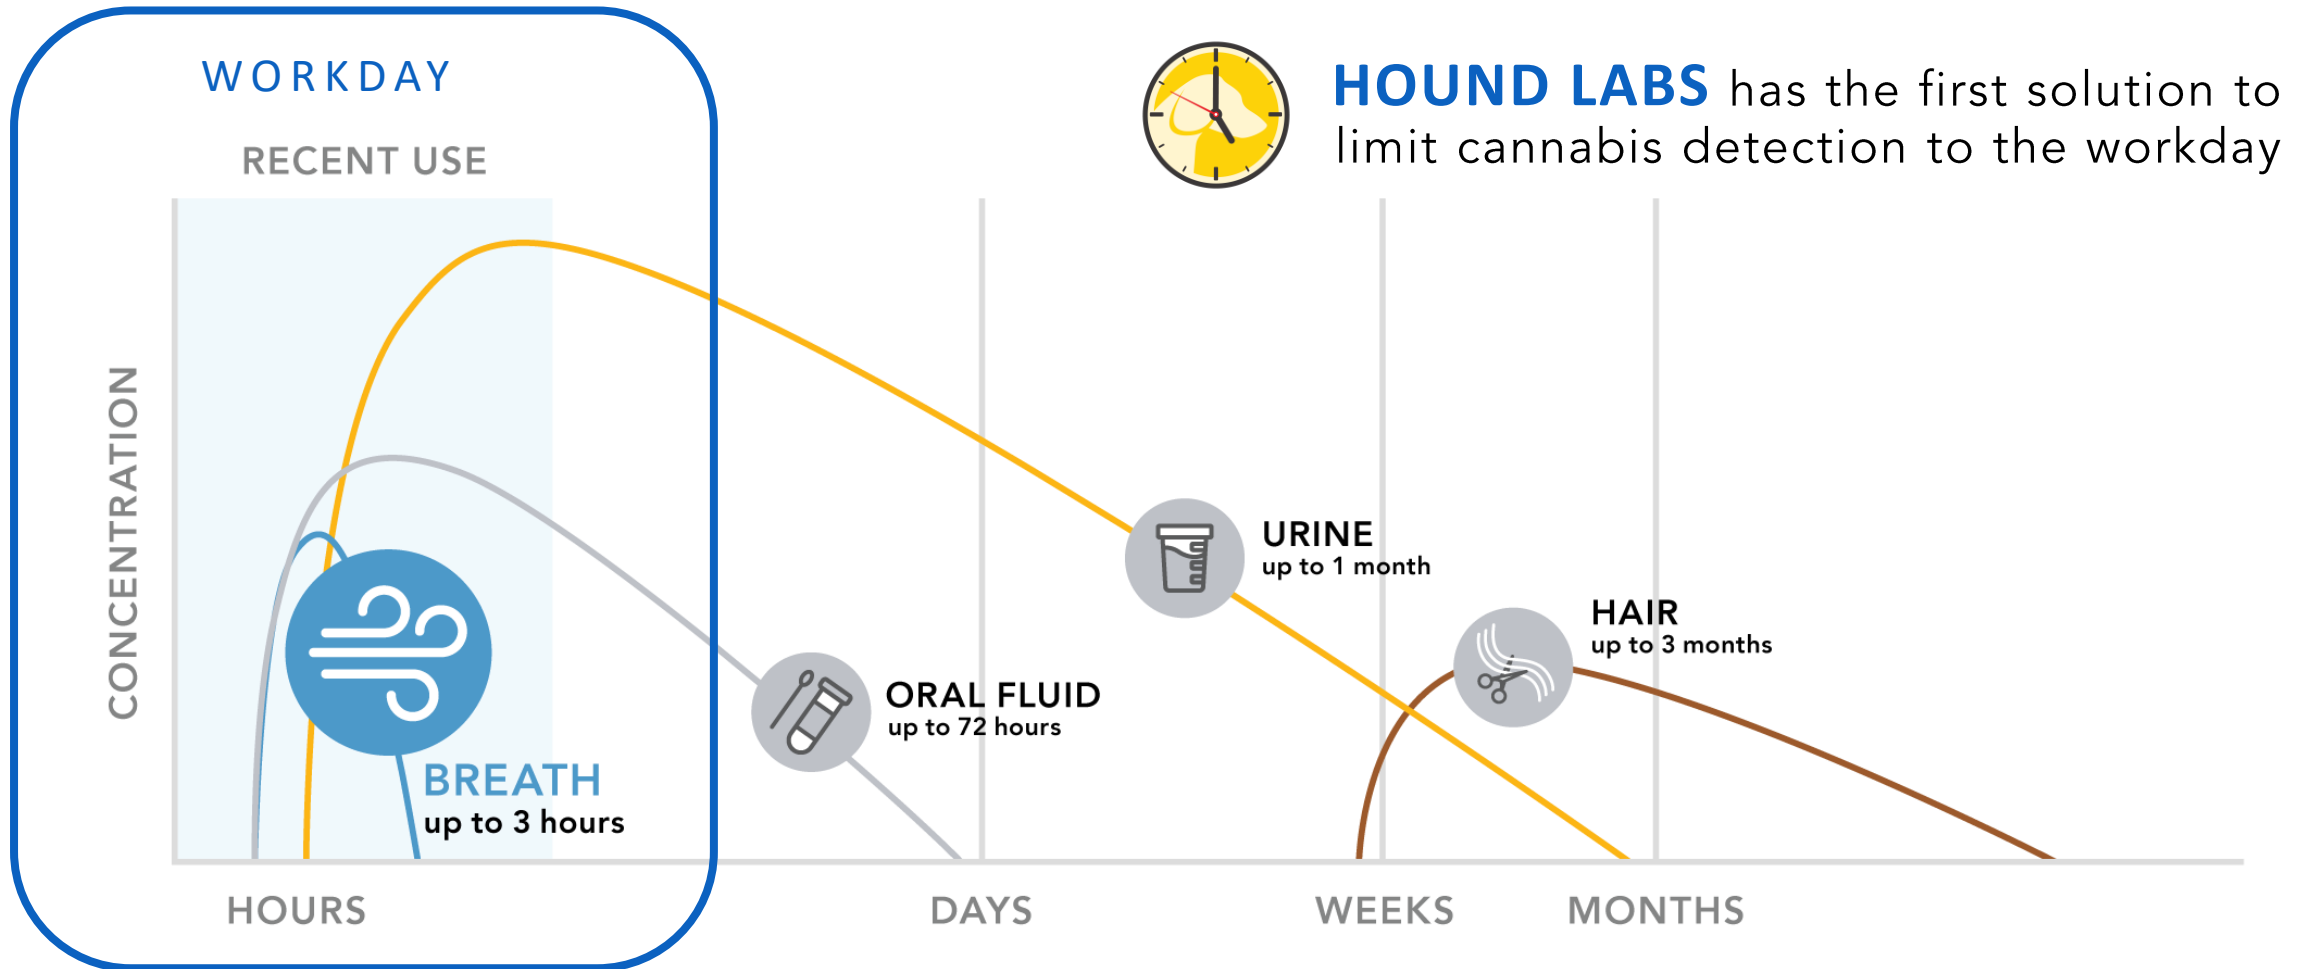 WORKDAY
HOUND LABS has the first solution to
limit cannabis detection to the workday
RECENT USE
CONCENTRATION
URINE
up to 1 month
HAIR
up to 3 months
ORAL FLUID
up to 72 hours
BREATH
up to 3 hours
HOURS
DAYS
WEEKS
MONTHS